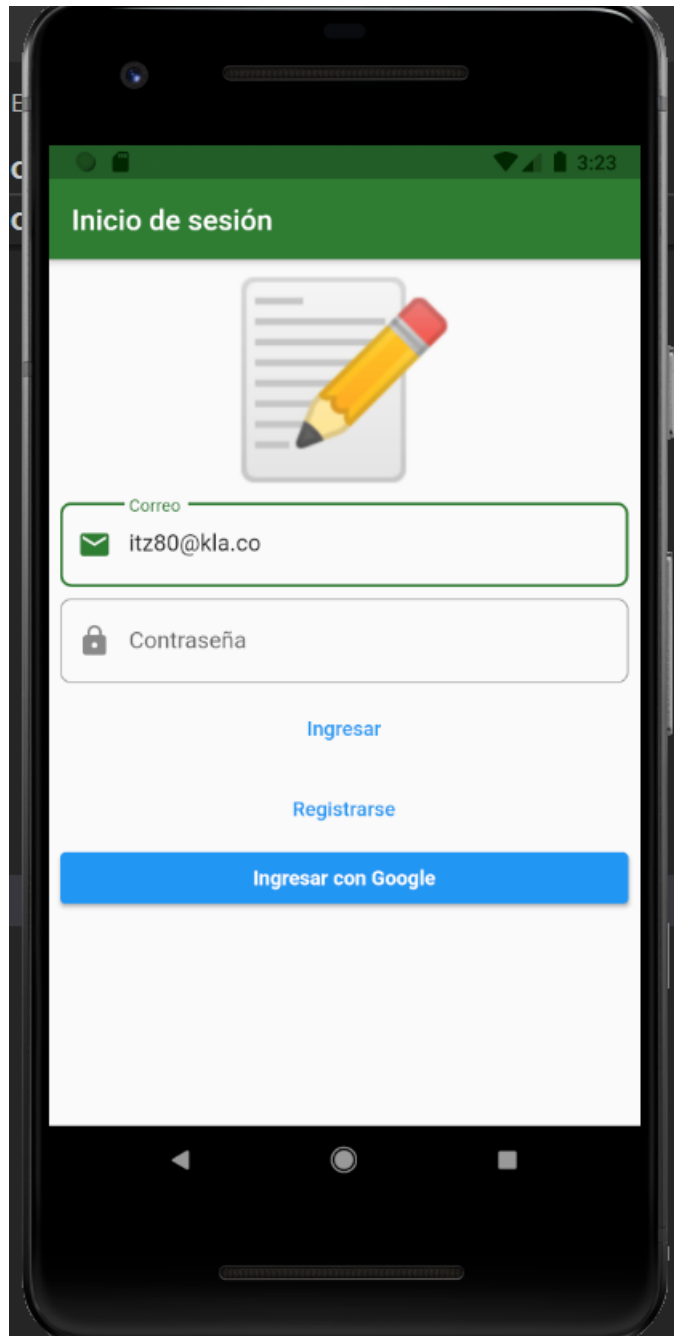 3:23
Inicio de sesión
Correo
itz80@kla.co
Contraseña
Ingresar
Registrarse
Ingresar con Google